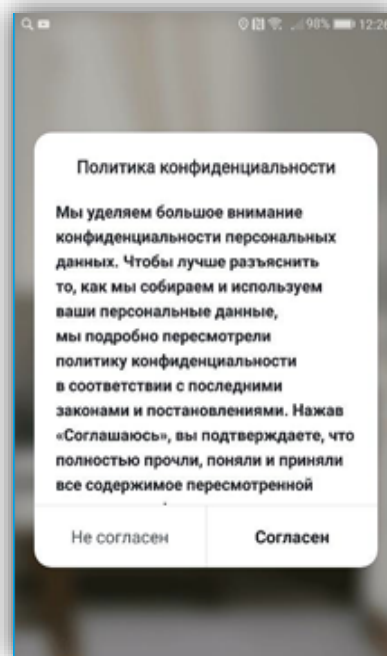 98% 12:26
Политика конфиденциальности
Мы уделяем большое внимание
конфиденциальности персональных
данных. Чтобы лучше разъяснить
то, как мы собираем и используем
ваши персональные данные,
мы подробно пересмотрели
политику конфиденциальности
в соответствии с последними
законами и постановлениями. Нажав
«Соглашаюсь», вы подтверждаете, что
полностью прочли, поняли и приняли
все содержимое пересмотренной
Не согласен
Согласен